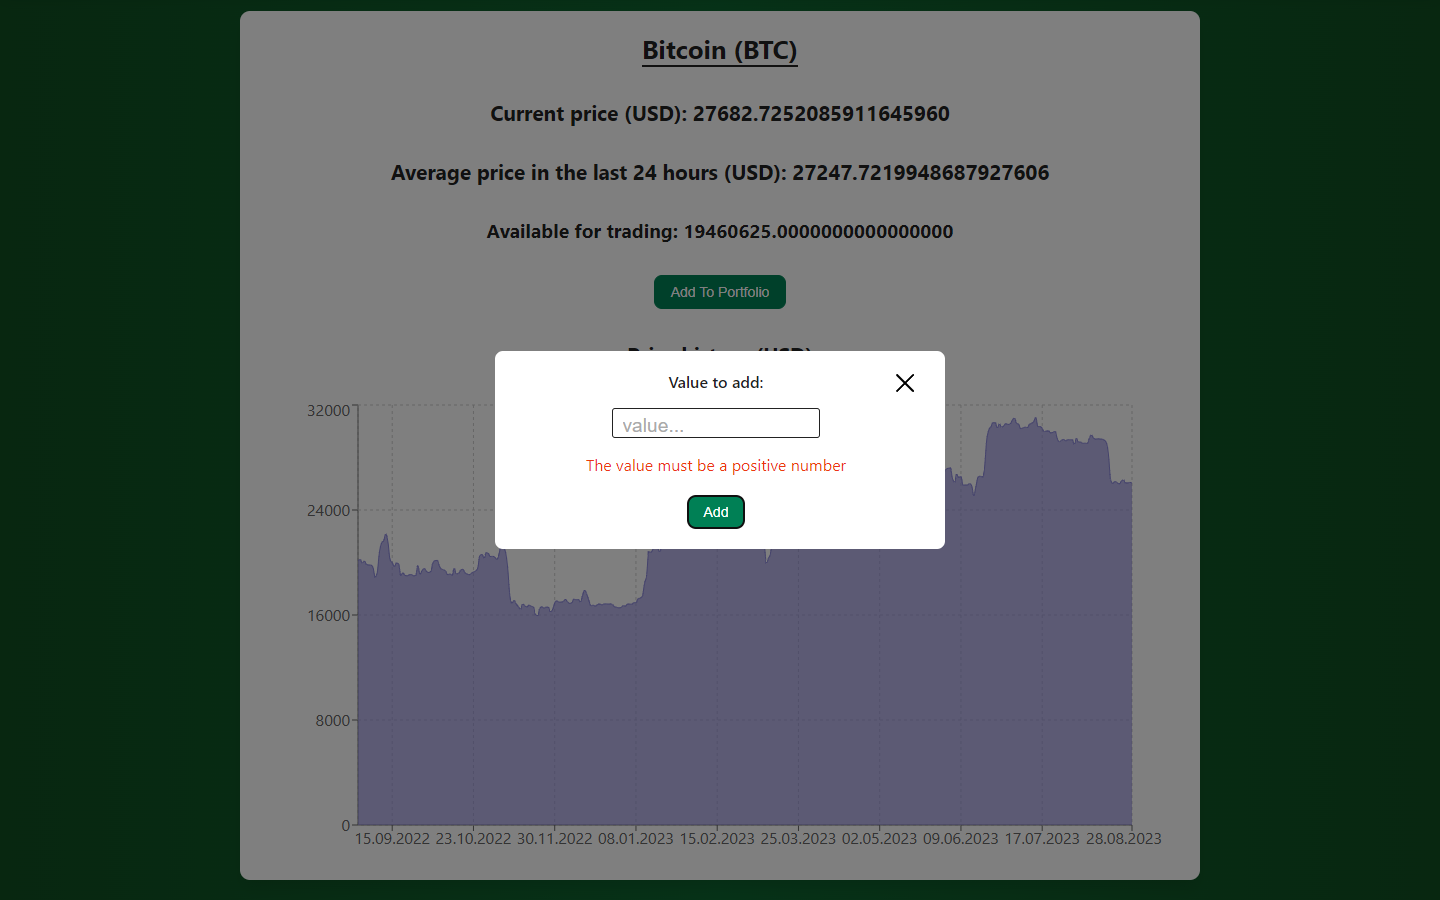 Bitcoin (BTC)
Current price (USD): 27682.7252085911645960
Average price in the last 24 hours (USD): 27247.7219948687927606
Available for trading: 19460625.0000000000000000
Add To Portfolio
Value to add:
value...
The value must be a positive number
Add
32000
24000
16000
8000
0
15.09.2022 23.10.2022 30.11.2022 08.01.2023 15.02.2023 25.03.2023 02.05.2023 09.06.2023 17.07.2023 28.08.2023